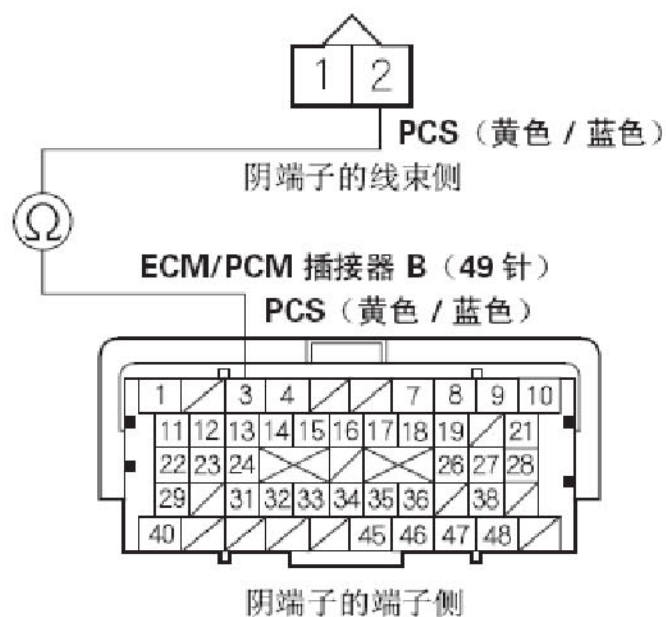 1 2
PCS（黄色 / 蓝色）
阴端子的线束侧
Ω
ECM/PCM 插接器 B（49 针）
PCS（黄色 / 蓝色）
1 3 4 7 8 9 10
11 12 13 14 15 16 17 18 19 21
22 23 24 26 27 28
29 31 32 33 34 35 36 38
40 45 46 47 48
阴端子的端子侧